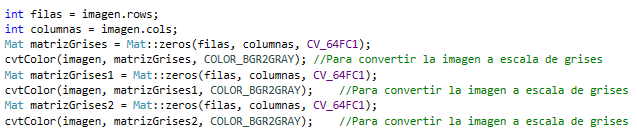 int filas = imagen.rows;
int columnas = imagen.cols;
Mat matrizGrises = Mat::zeros(filas, columnas, CV_64FC1);
cvtColor(imagen, matrizGrises, COLOR_BGR2GRAY); //Para convertir la imagen a escala de grises
Mat matrizGrises1 = Mat::zeros(filas, columnas, CV_64FC1);
cvtColor(imagen, matrizGrises1, COLOR_BGR2GRAY);    //Para convertir la imagen a escala de grises
Mat matrizGrises2 = Mat::zeros(filas, columnas, CV_64FC1);
cvtColor(imagen, matrizGrises2, COLOR_BGR2GRAY);    //Para convertir la imagen a escala de grises